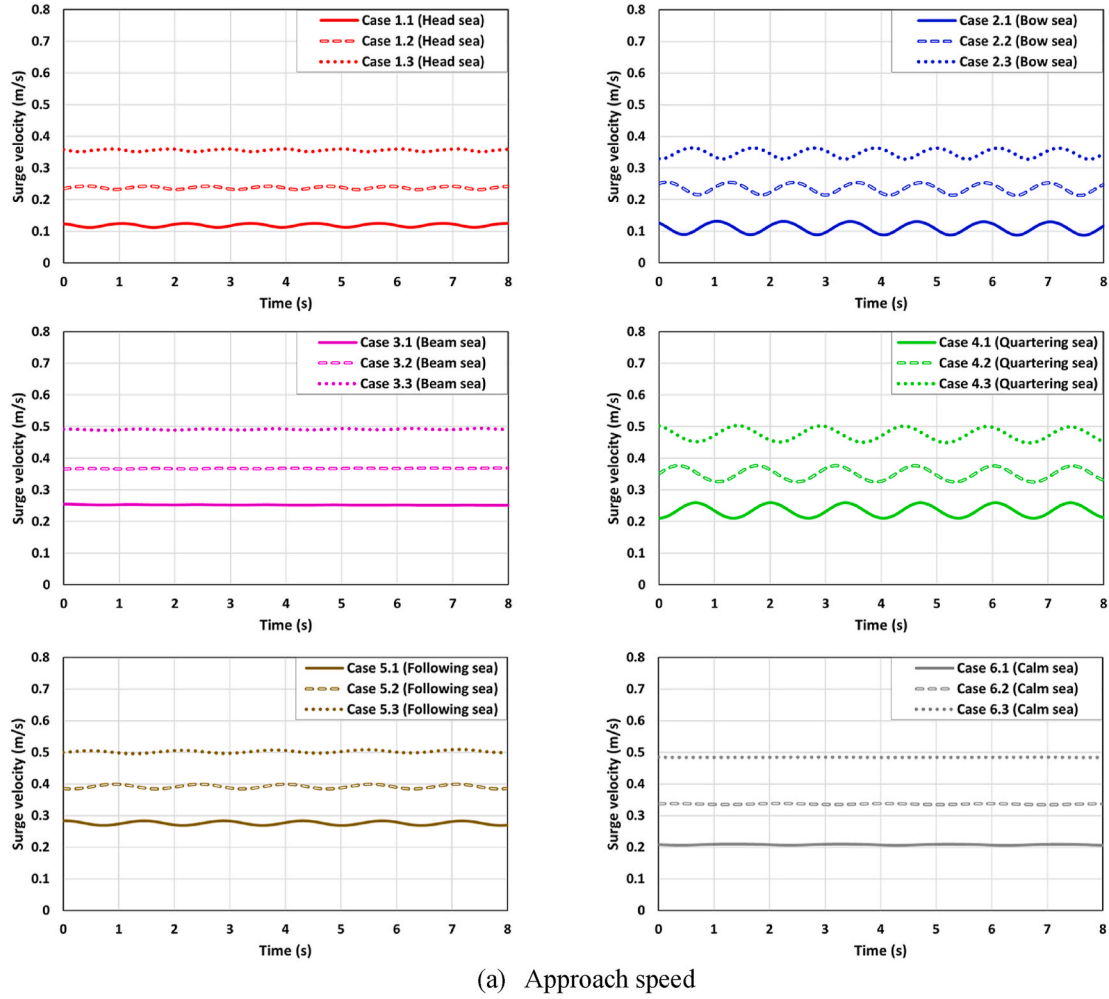 Case 1.1 (Head sea)
Case 1.2 (Head sea)
Case 1.3 (Head sea)
Surge velocity (m/s)
0.8
0.7
0.6
0.5
0.4
0.3
0.2
0.1
0
0 1 2 3 4 5 6 7 8
Time (s)
Case 2.1 (Bow sea)
Case 2.2 (Bow sea)
Case 2.3 (Bow sea)
Surge velocity (m/s)
0.8
0.7
0.6
0.5
0.4
0.3
0.2
0.1
0
0 1 2 3 4 5 6 7 8
Time (s)
Case 3.1 (Beam sea)
Case 3.2 (Beam sea)
Case 3.3 (Beam sea)
Surge velocity (m/s)
0.8
0.7
0.6
0.5
0.4
0.3
0.2
0.1
0
0 1 2 3 4 5 6 7 8
Time (s)
Case 4.1 (Quartering sea)
Case 4.2 (Quartering sea)
Case 4.3 (Quartering sea)
Surge velocity (m/s)
0.8
0.7
0.6
0.5
0.4
0.3
0.2
0.1
0
0 1 2 3 4 5 6 7 8
Time (s)
Case 5.1 (Following sea)
Case 5.2 (Following sea)
Case 5.3 (Following sea)
Surge velocity (m/s)
0.8
0.7
0.6
0.5
0.4
0.3
0.2
0.1
0
0 1 2 3 4 5 6 7 8
Time (s)
Case 6.1 (Calm sea)
Case 6.2 (Calm sea)
Case 6.3 (Calm sea)
Surge velocity (m/s)
0.8
0.7
0.6
0.5
0.4
0.3
0.2
0.1
0
0 1 2 3 4 5 6 7 8
Time (s)
(a) Approach speed